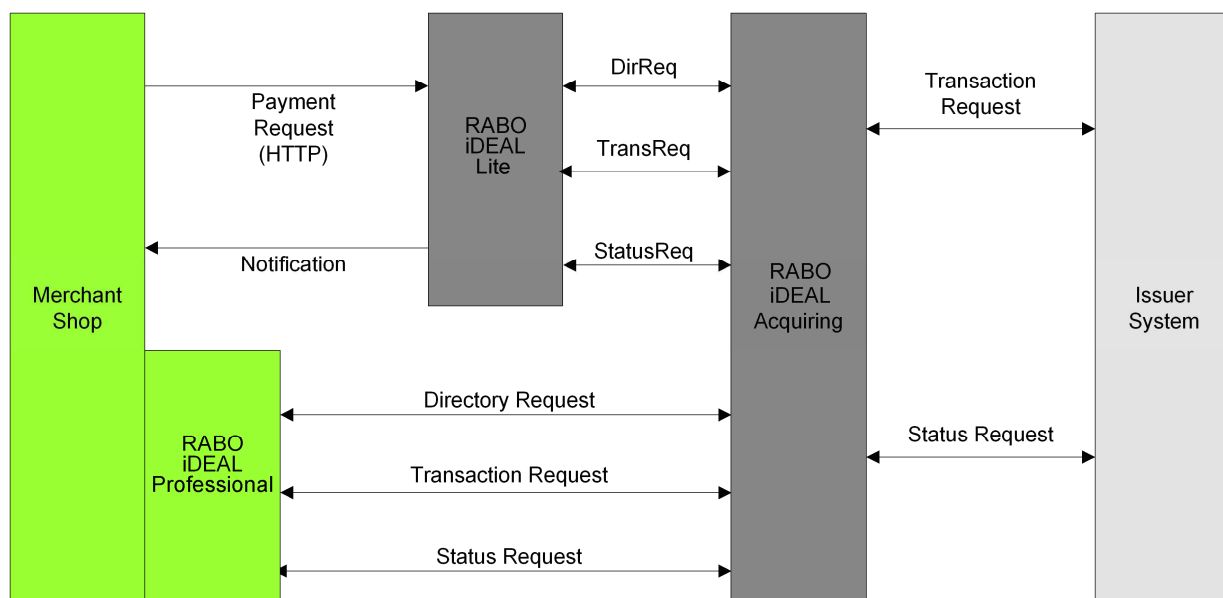 DirReq
Transaction
Request
Payment
Request
(HTTP)
RABO
iDEAL
Lite
TransReq
Notification
StatusReq
Merchant
Shop
RABO
iDEAL
Acquiring
Issuer
System
Directory Request
RABO
iDEAL
Professional
Status Request
Transaction Request
Status Request